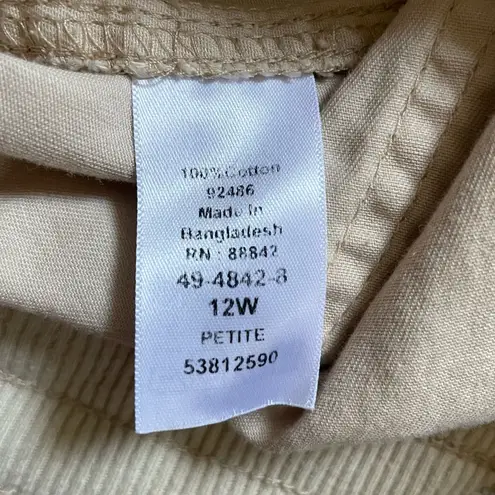 100% Cotton
92486
Made In
Bangladesh
RN : 88842
49-4842-8
12W
PETITE
53812590